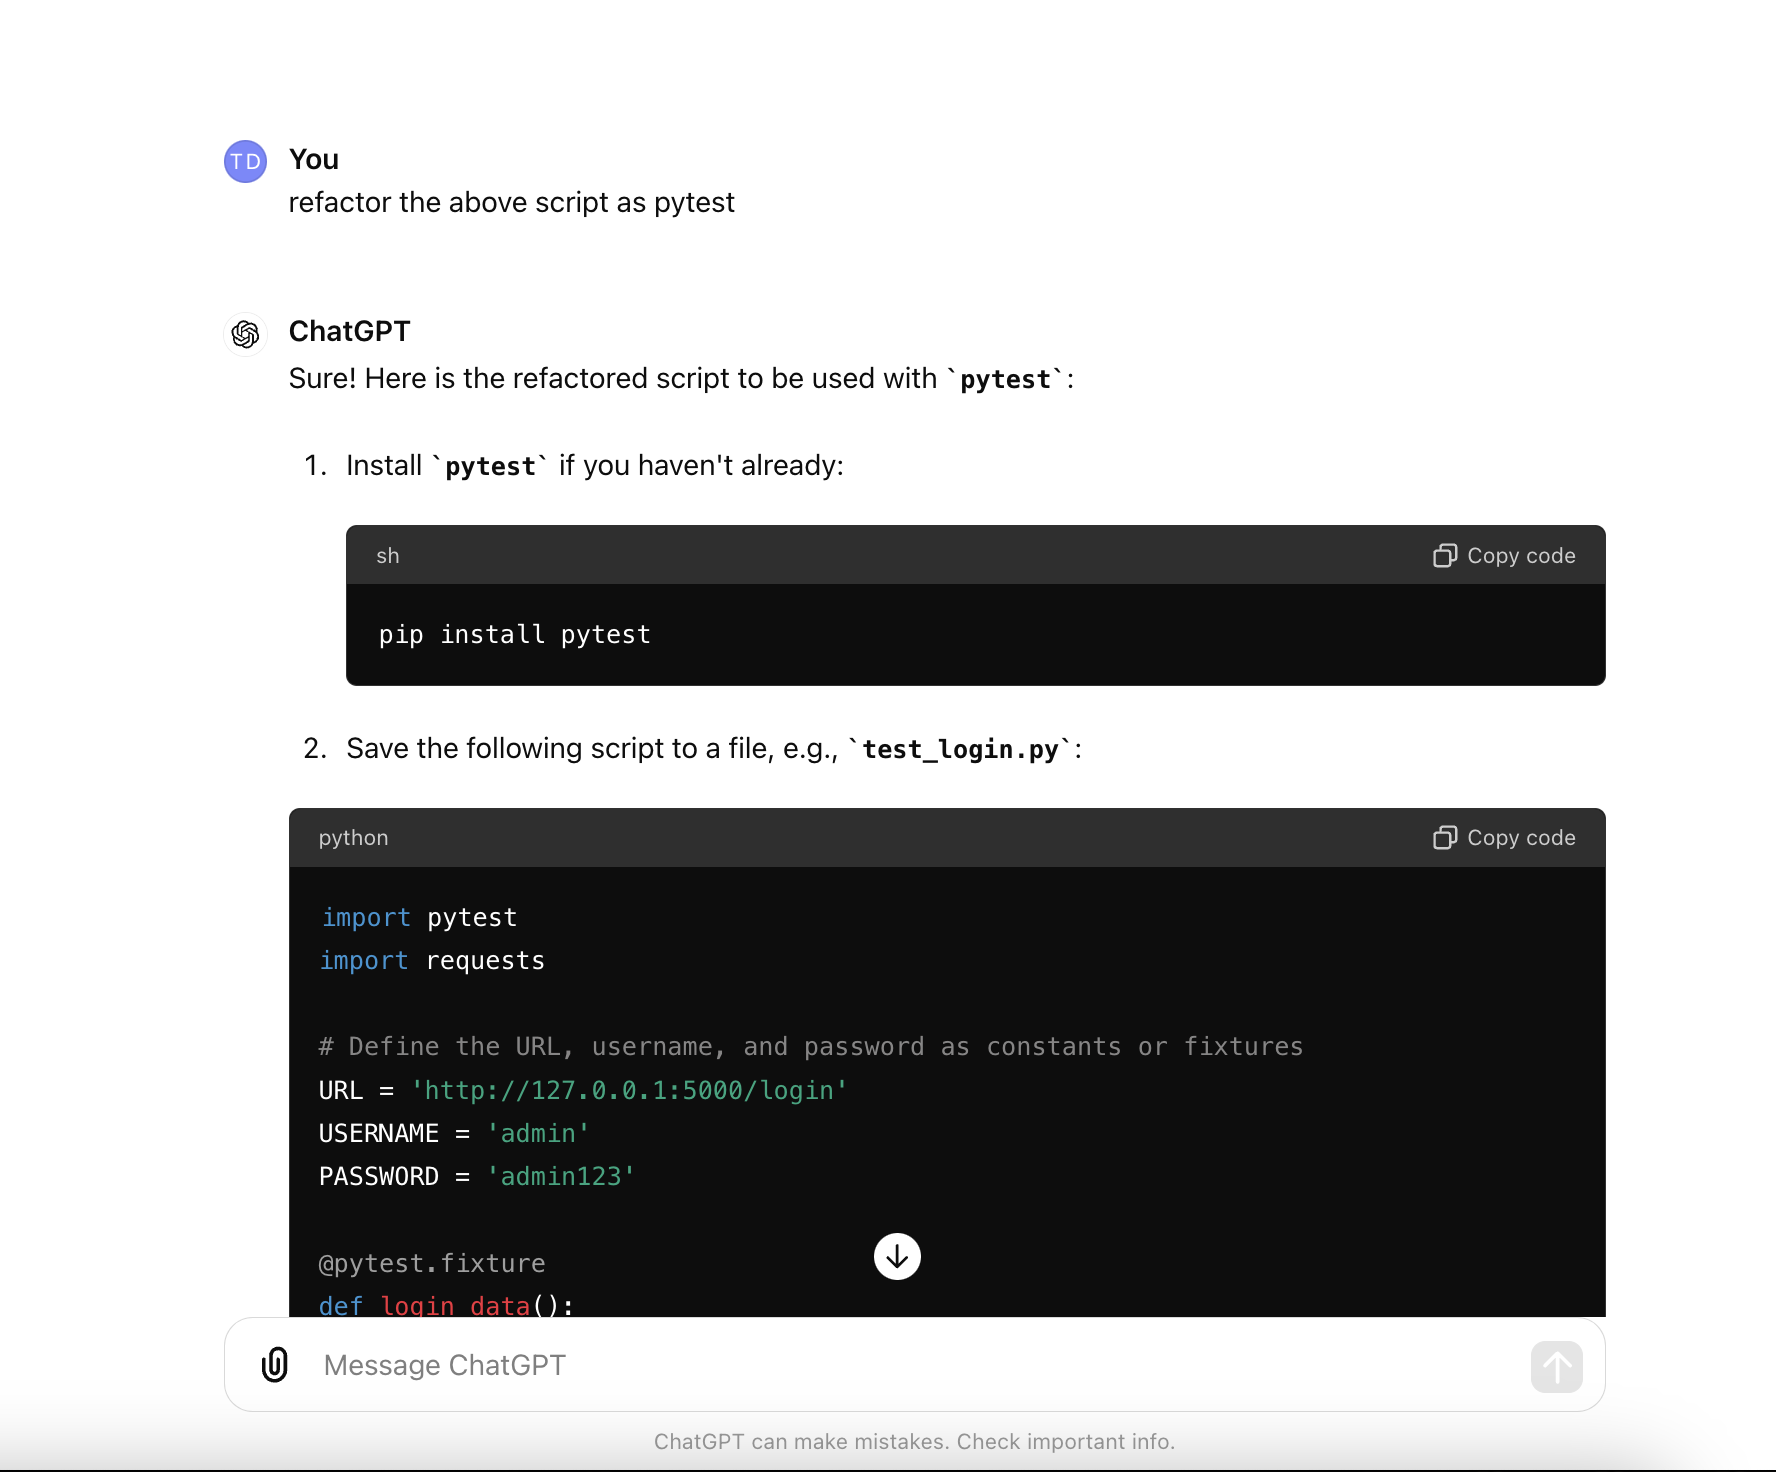 TD
You
refactor the above script as pytest
ChatGPT
Sure! Here is the refactored script to be used with `pytest`:
1. Install `pytest` if you haven't already:
sh
Copy code
pip install pytest
2. Save the following script to a file, e.g., `test_login.py`:
python
Copy code
import pytest
import requests
# Define the URL, username, and password as constants or fixtures
URL = 'http://127.0.0.1:5000/login'
USERNAME = 'admin'
PASSWORD = 'admin123'
@pytest.fixture
def login_data():
Message ChatGPT
ChatGPT can make mistakes. Check important info.